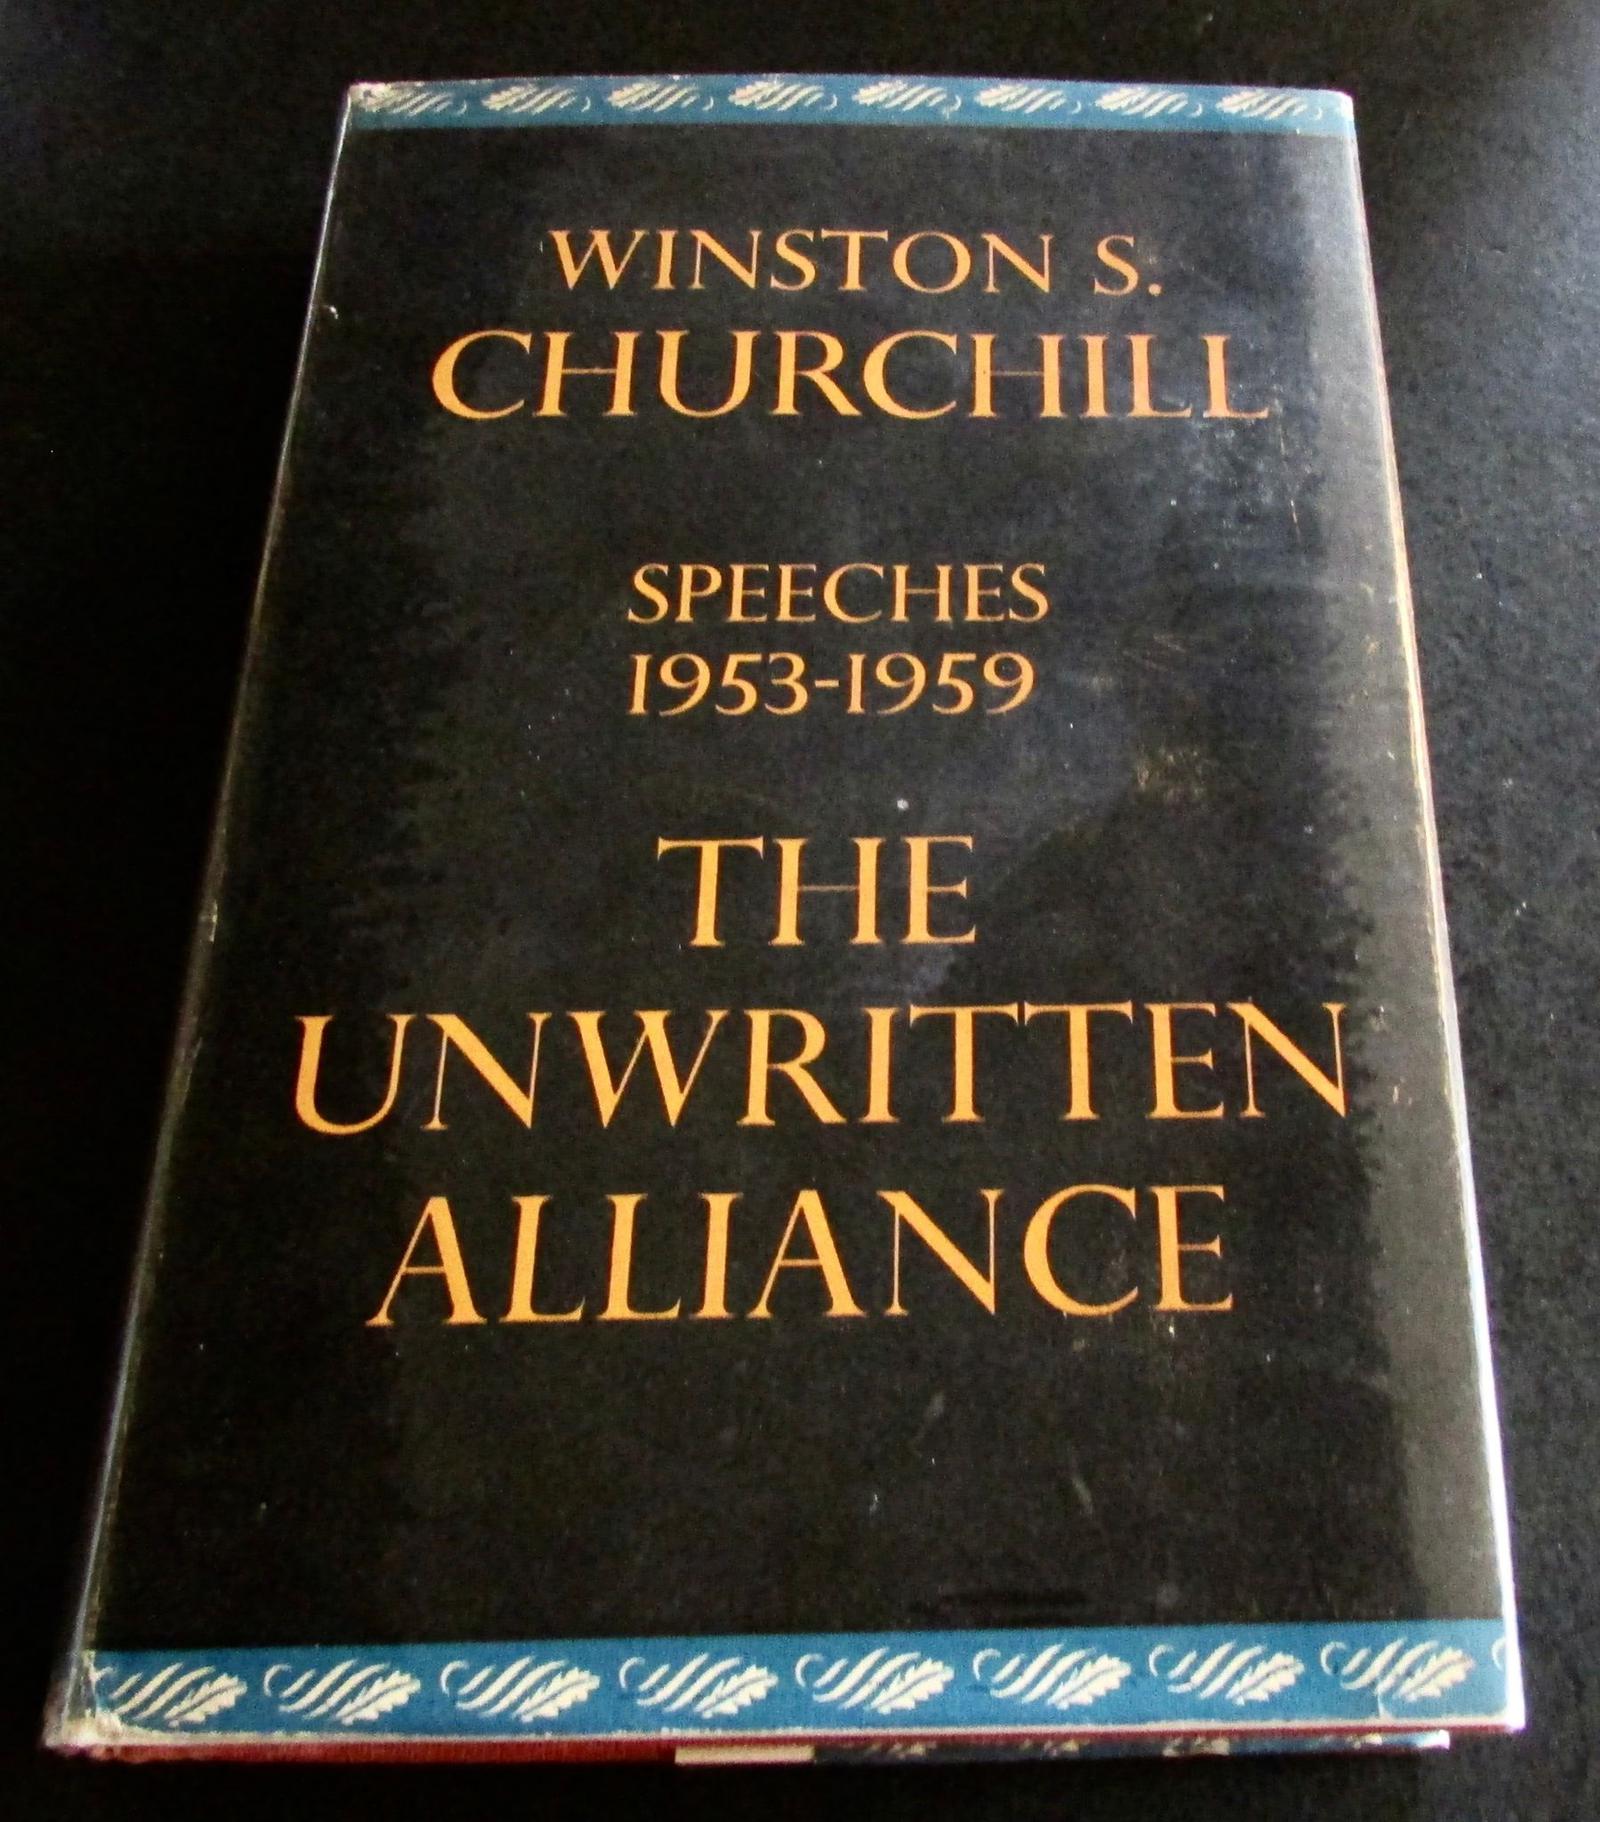 WINSTON S.
CHURCHILL
SPEECHES
1953-1959
THE
UNWRITTEN
ALLIANCE